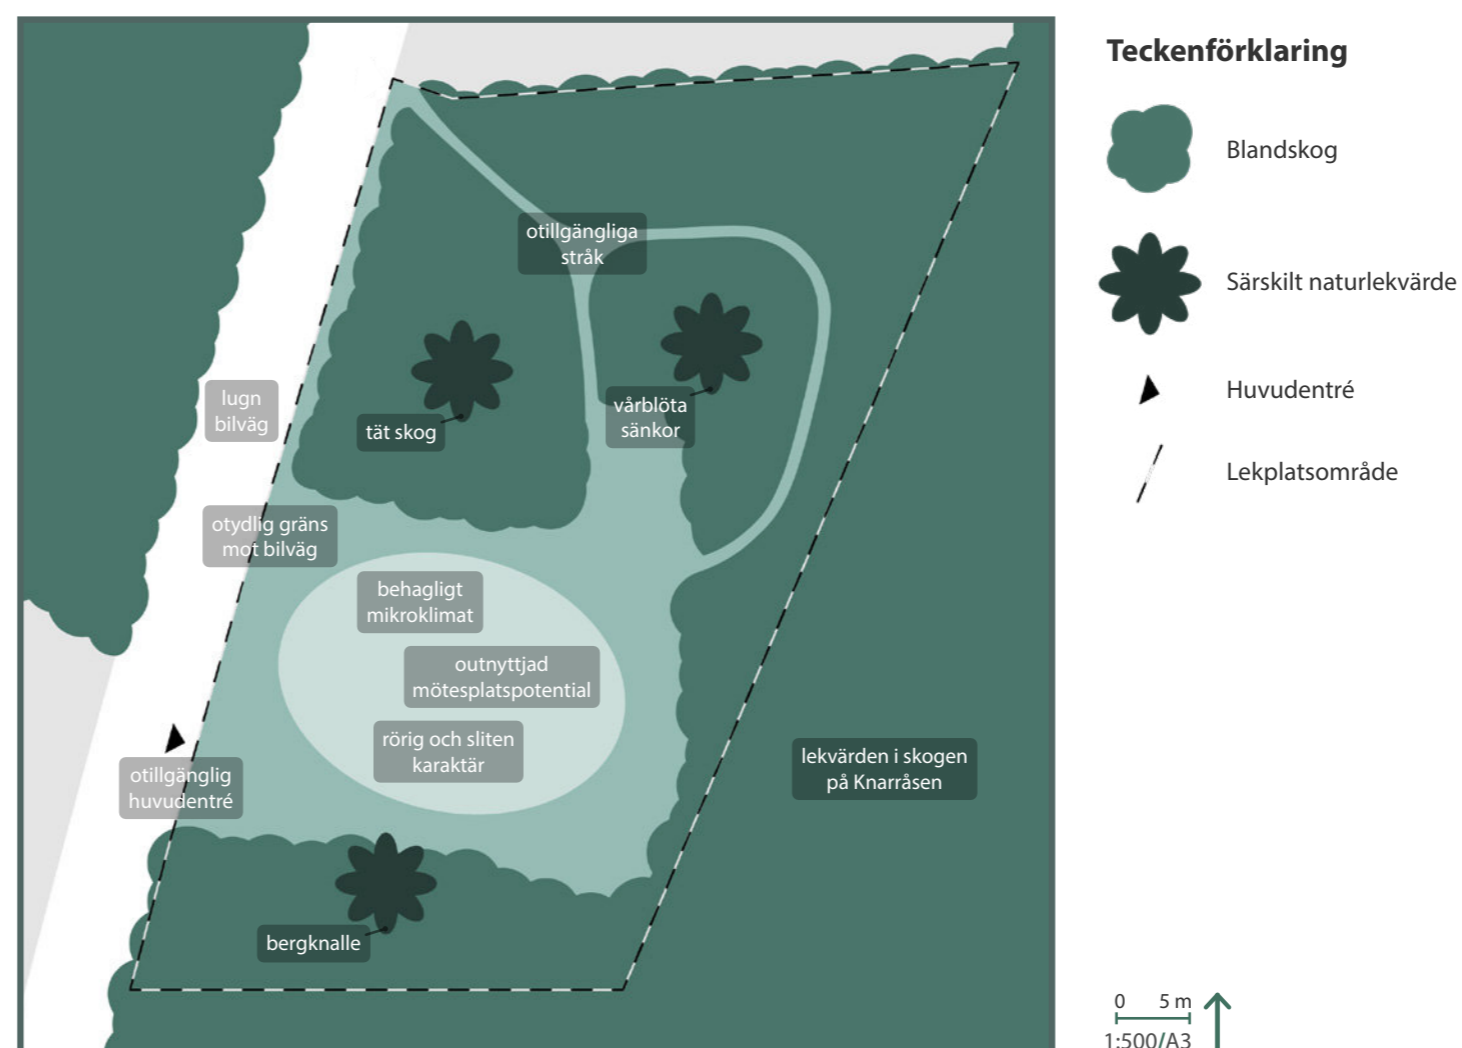 Teckenförklaring
Blandskog
Särskilt naturlekvärde
Huvudentré
Lekplatsområde
otillgängliga
stråk
lugn
bilväg
tät skog
vårblöta
sänkor
otydlig gräns
mot bilväg
behagligt
mikroklimat
outnyttjad
mötesplatspotential
rörig och sliten
karaktär
otillgänglig
huvudentré
lekvärden i skogen
på Knarråsen
bergknalle
0 5 m
1:500/A3